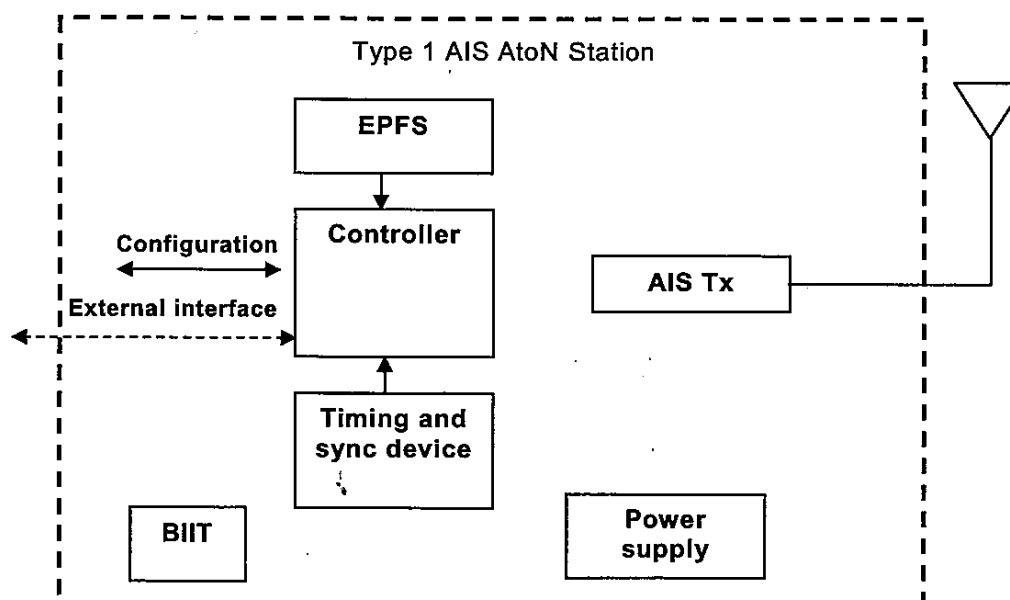 Type 1 AIS AtoN Station
EPFS
Controller
Configuration
AIS Tx
External interface
Timing and
sync device
BIIT
Power
supply